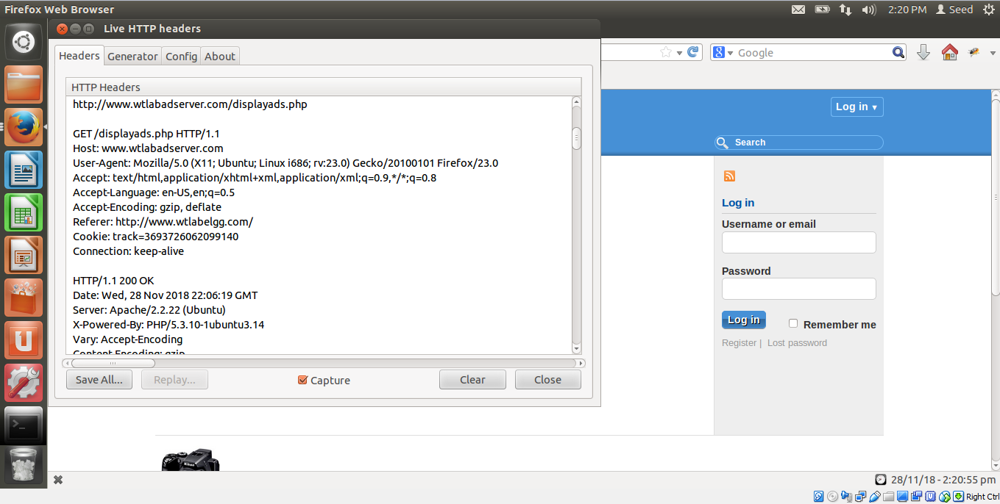 Firefox Web Browser
2:20 PM
Seed
Live HTTP headers
Headers
Generator
Config
About
HTTP Headers
http://www.wtlabadserver.com/displayads.php
GET /displayads.php HTTP/1.1
Host: www.wtlabadserver.com
User-Agent: Mozilla/5.0 (X11; Ubuntu; Linux i686; rv:23.0) Gecko/20100101 Firefox/23.0
Accept: text/html,application/xhtml+xml,application/xml;q=0.9,*/*;q=0.8
Accept-Language: en-US,en;q=0.5
Accept-Encoding: gzip, deflate
Referer: http://www.wtlabelgg.com/
Cookie: track=3693726062099140
Connection: keep-alive
HTTP/1.1 200 OK
Date: Wed, 28 Nov 2018 22:06:19 GMT
Server: Apache/2.2.22 (Ubuntu)
X-Powered-By: PHP/5.3.10-1ubuntu3.14
Vary: Accept-Encoding
Content-Encoding: gzip
Save All...
Replay...
Capture
Clear
Close
8
Google
Log in ▾
Search
Log in
Username or email
Password
Log in
Remember me
Register | Lost password
Nikon
28/11/18 - 2:20:55 pm
Right Ctrl